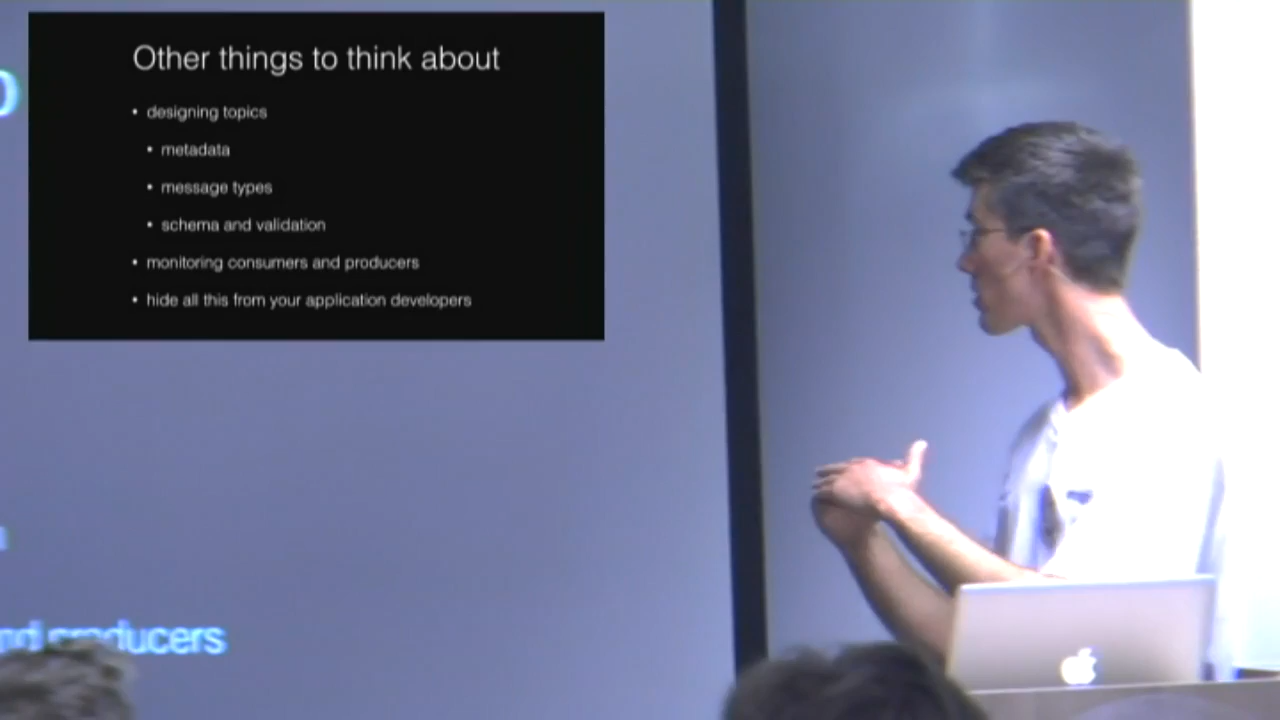 Other things to think about
• designing topics
• metadata
• message types
• schema and validation
• monitoring consumers and producers
• hide all this from your application developers
producers